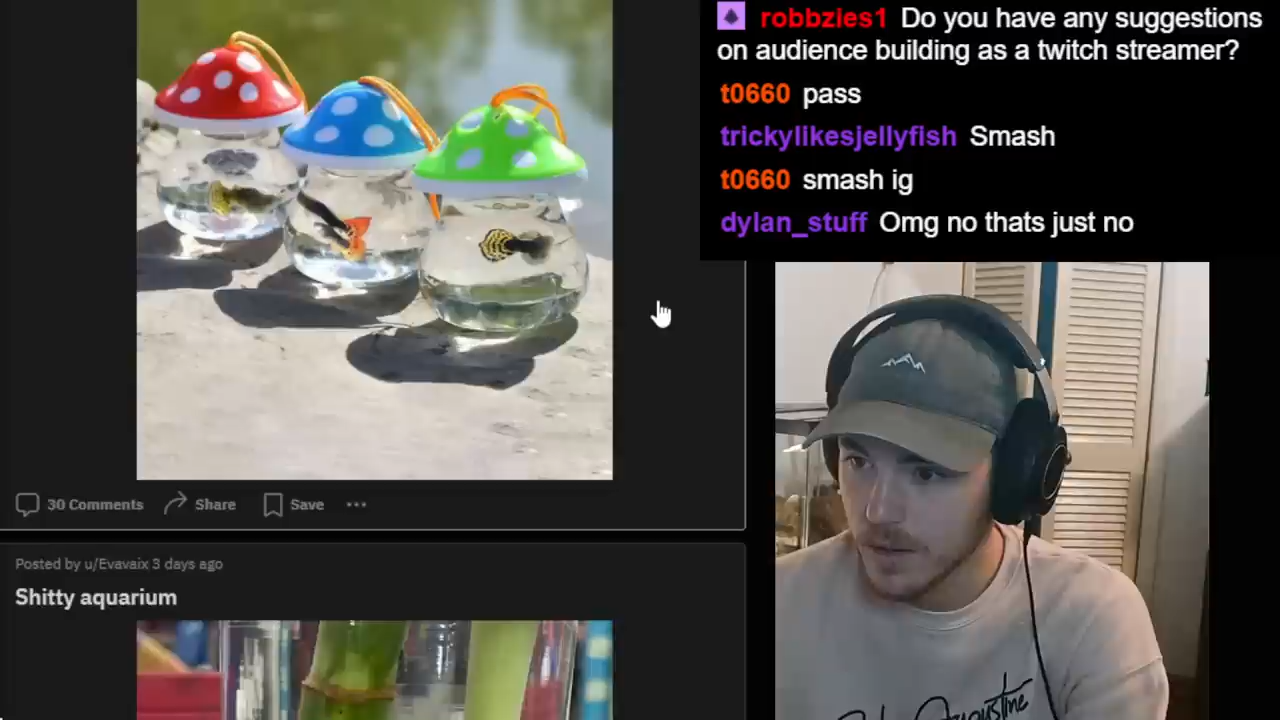 robbzies1 Do you have any suggestions
on audience building as a twitch streamer?
t0660 pass
trickylikesjellyfish Smash
t0660 smash ig
dylan_stuff Omg no thats just no
30 Comments Share Save
Posted by u/Evavaix 3 days ago
Shitty aquarium